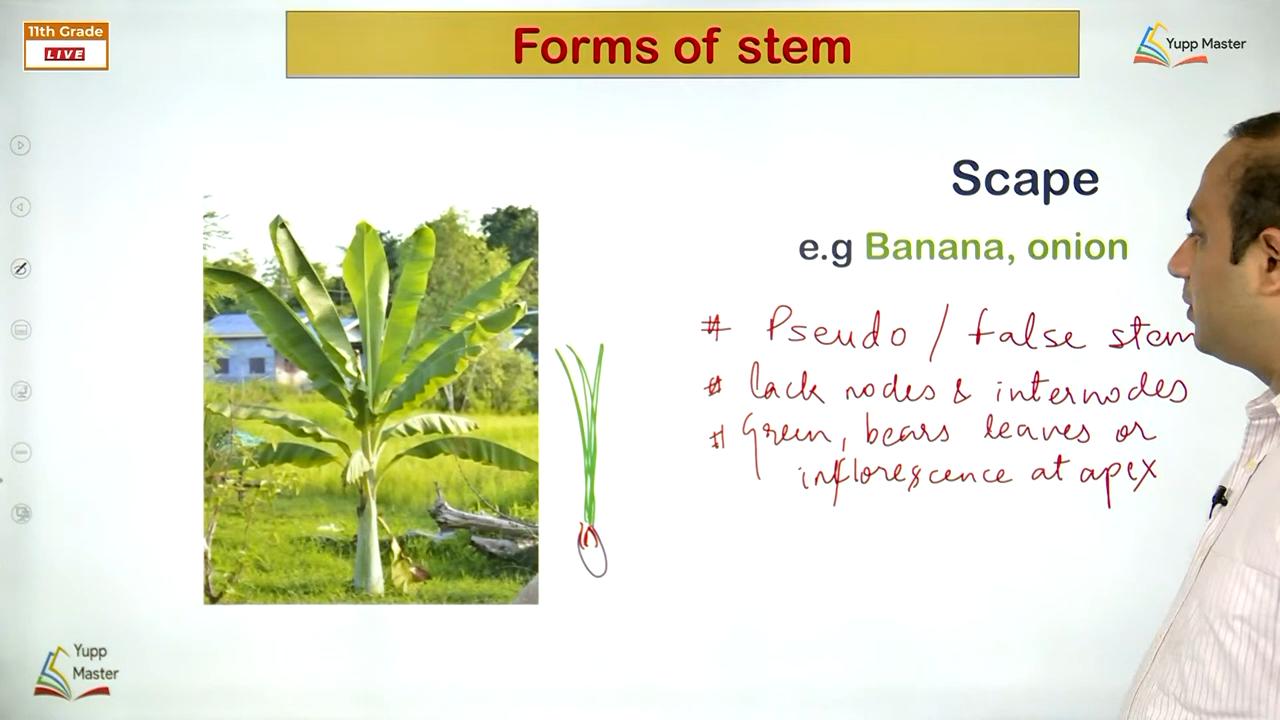 11th Grade
LIVE
Forms of stem
Yupp Master
Scape
e.g Banana, onion
# Pseudo / false stem
# lack nodes & internodes
# Green, bears leaves or
inflorescence at apex
Yupp
Master